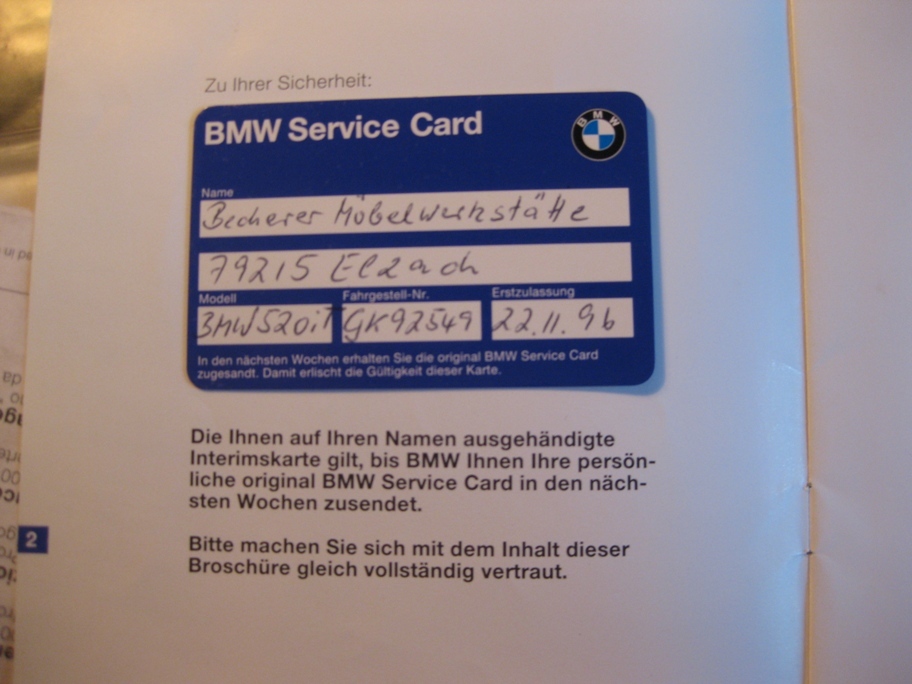 Zu Ihrer Sicherheit:
BMW Service Card
BMW
Name
Becherer Möbelwerkstätte
79215 Elzach
Modell Fahrgestell-Nr. Erstzulassung
BMW520iT GK92549 22.11.96
In den nächsten Wochen erhalten Sie die original BMW Service Card
zugesandt. Damit erlischt die Gültigkeit dieser Karte.
Die Ihnen auf Ihren Namen ausgehändigte
Interimskarte gilt, bis BMW Ihnen Ihre persön-
liche original BMW Service Card in den näch-
sten Wochen zusendet.
2
Bitte machen Sie sich mit dem Inhalt dieser
Broschüre gleich vollständig vertraut.